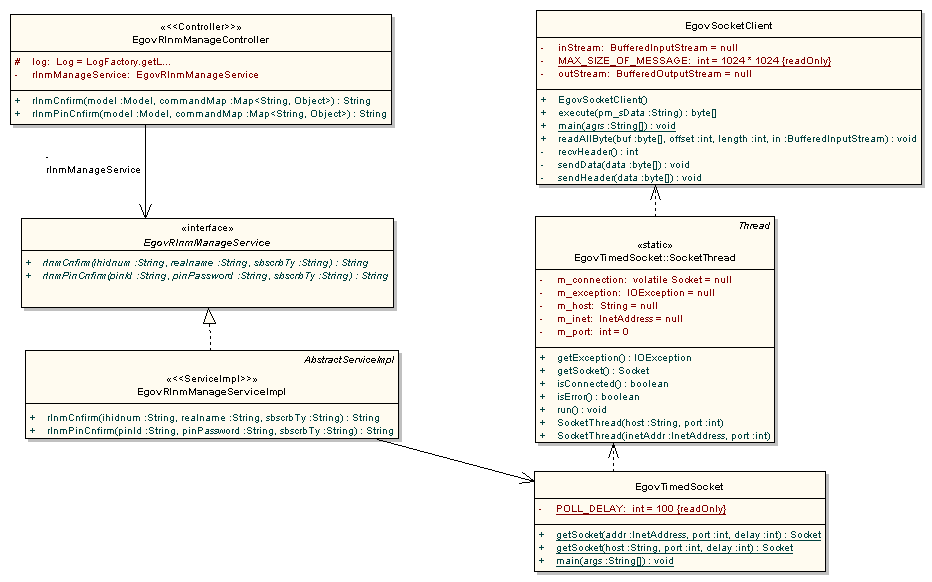 «<<Controller>>»
EgovRlnmManageController
# log: Log = LogFactory.getL...
- rlnmManageService: EgovRlnmManageService
+ rlnmCnfirm(model :Model, commandMap :Map<String, Object>) : String
+ rlnmPinCnfirm(model :Model, commandMap :Map<String, Object>) : String
-
rlnmManageService
«interface»
EgovRlnmManageService
+ rlnmCnfirm(ihidnum :String, realname :String, sbscrbTy :String) : String
+ rlnmPinCnfirm(pinId :String, pinPassword :String, sbscrbTy :String) : String
AbstractServiceImpl
«<<ServiceImpl>>»
EgovRlnmManageServiceImpl
+ rlnmCnfirm(ihidnum :String, realname :String, sbscrbTy :String) : String
+ rlnmPinCnfirm(pinId :String, pinPassword :String, sbscrbTy :String) : String
EgovSocketClient
- inStream: BufferedInputStream = null
- MAX_SIZE_OF_MESSAGE: int = 1024 * 1024 {readOnly}
- outStream: BufferedOutputStream = null
+ EgovSocketClient()
+ execute(pm_sData :String) : byte[]
+ main(agrs :String[]) : void
+ readAllByte(buf :byte[], offset :int, length :int, in :BufferedInputStream) : void
- recvHeader() : int
- sendData(data :byte[]) : void
- sendHeader(data :byte[]) : void
Thread
«static»
EgovTimedSocket::SocketThread
- m_connection: volatile Socket = null
- m_exception: IOException = null
- m_host: String = null
- m_inet: InetAddress = null
- m_port: int = 0
+ getException() : IOException
+ getSocket() : Socket
+ isConnected() : boolean
+ isError() : boolean
+ run() : void
+ SocketThread(host :String, port :int)
+ SocketThread(inetAddr :InetAddress, port :int)
EgovTimedSocket
- POLL_DELAY: int = 100 {readOnly}
+ getSocket(addr :InetAddress, port :int, delay :int) : Socket
+ getSocket(host :String, port :int, delay :int) : Socket
+ main(args :String[]) : void